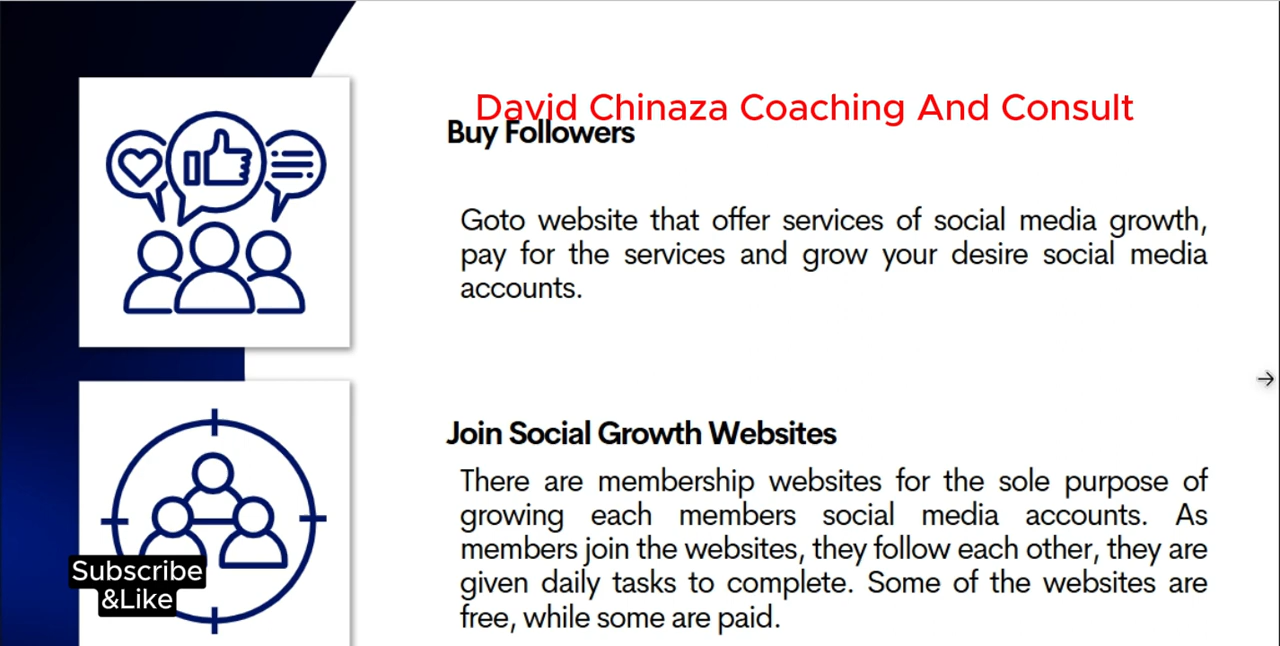 David Chinaza Coaching And Consult
Buy Followers
Goto website that offer services of social media growth,
pay for the services and grow your desire social media
accounts.
Join Social Growth Websites
There are membership websites for the sole purpose of
growing each members social media accounts. As
members join the websites, they follow each other, they are
given daily tasks to complete. Some of the websites are
free, while some are paid.
Subscribe
&Like